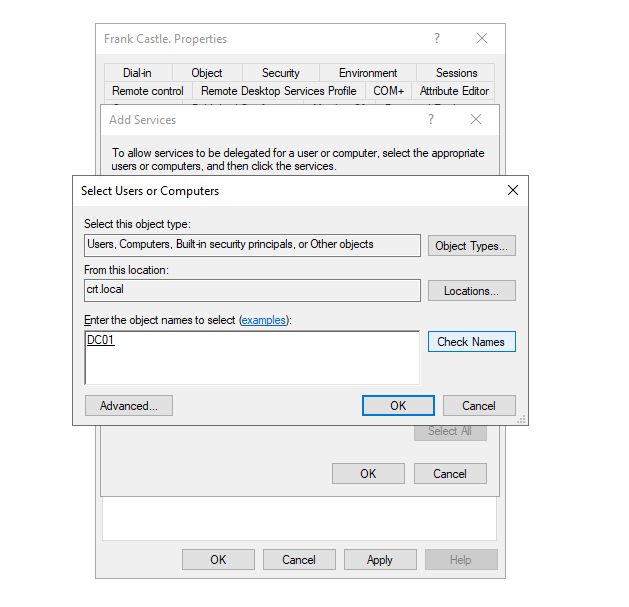 Frank Castle. Properties
Dial-in Object Security Environment Sessions
Remote control Remote Desktop Services Profile COM+ Attribute Editor
Add Services
To allow services to be delegated for a user or computer, select the appropriate
users or computers, and then click the services.
Select Users or Computers
Select this object type:
Users, Computers, Built-in security principals, or Other objects
Object Types...
From this location:
crt.local
Locations...
Enter the object names to select (examples):
DC01
Check Names
Advanced...
OK
Cancel
Select All
OK
Cancel
OK
Cancel
Apply
Help